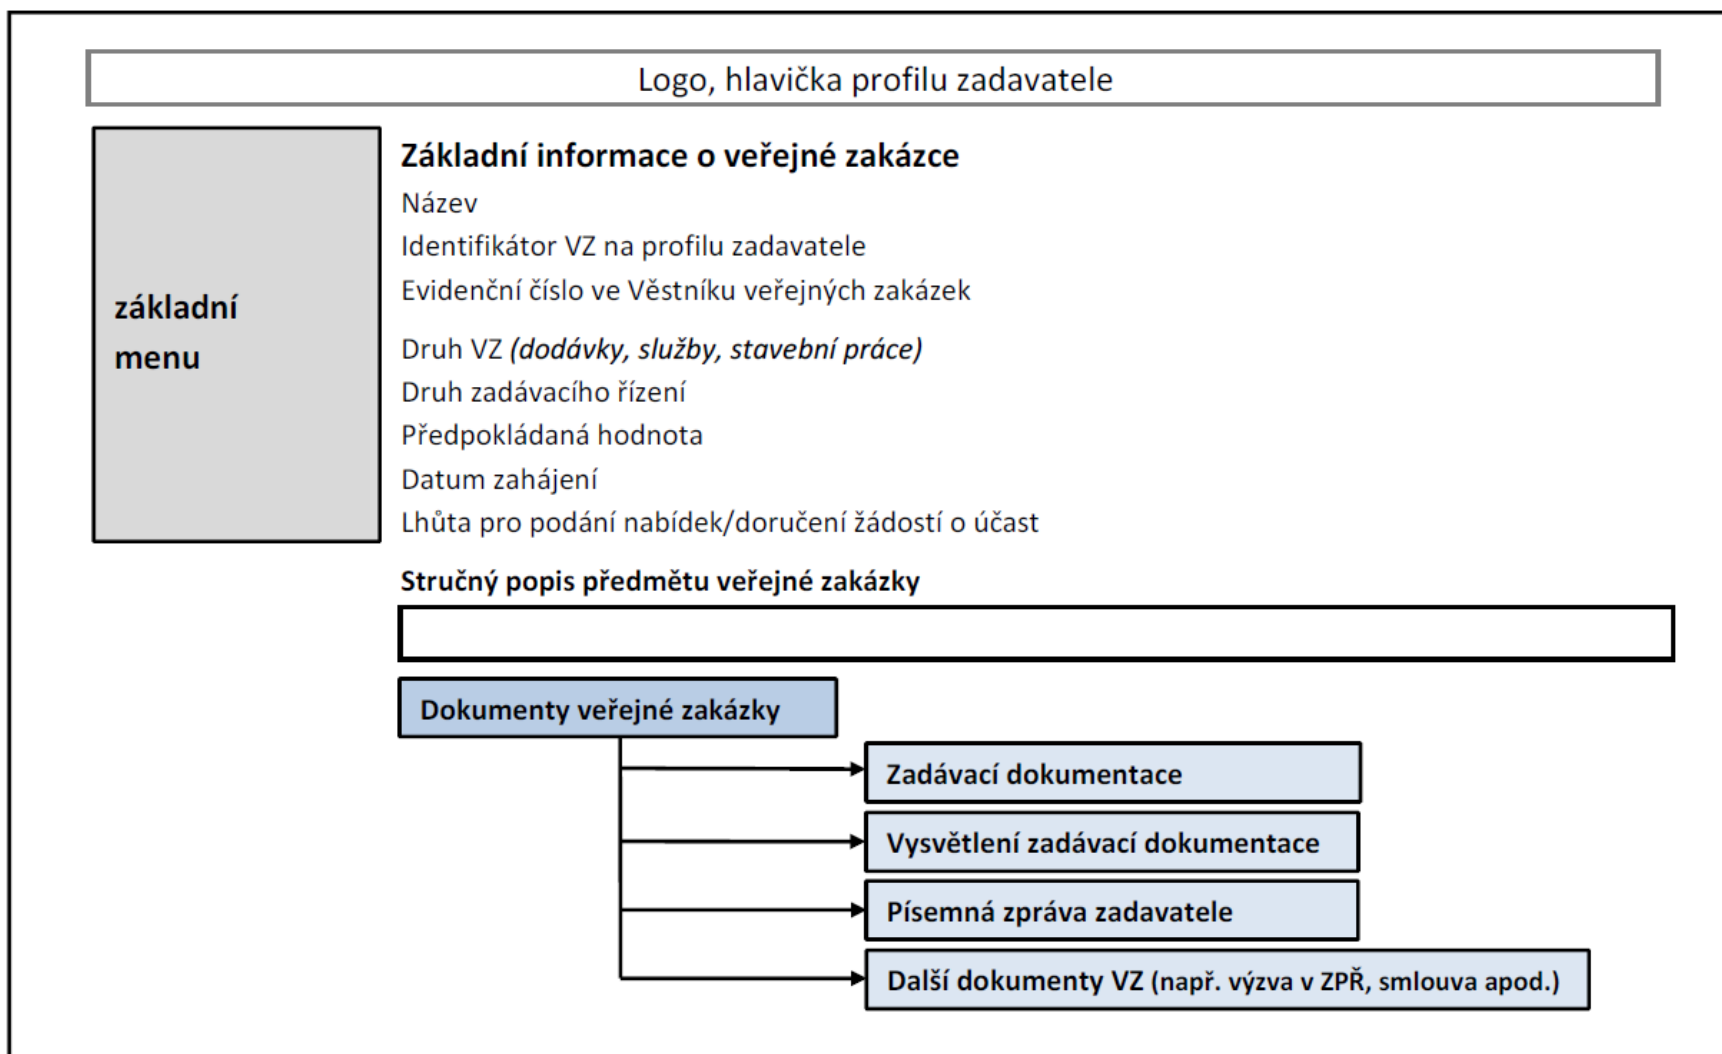 Logo, hlavička profilu zadavatele
základní
menu
Základní informace o veřejné zakázce
Název
Identifikátor VZ na profilu zadavatele
Evidenční číslo ve Věstníku veřejných zakázek
Druh VZ (dodávky, služby, stavební práce)
Druh zadávacího řízení
Předpokládaná hodnota
Datum zahájení
Lhůta pro podání nabídek/doručení žádostí o účast
Stručný popis předmětu veřejné zakázky
Dokumenty veřejné zakázky
Zadávací dokumentace
Vysvětlení zadávací dokumentace
Písemná zpráva zadavatele
Další dokumenty VZ (např. výzva v ZPŘ, smlouva apod.)